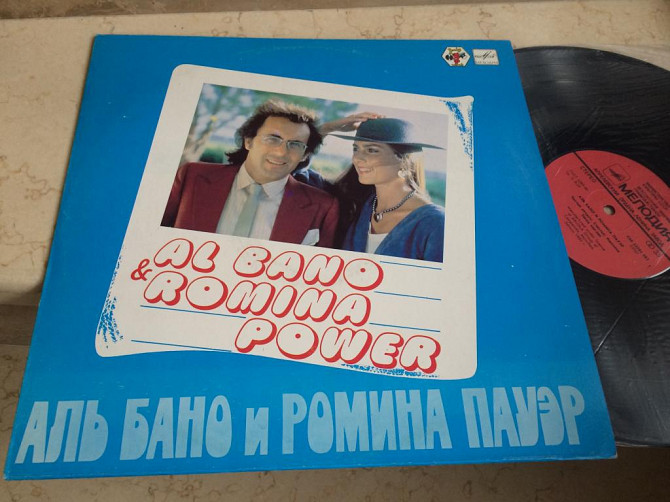 AL BANO
& ROMINA
POWER
АЛЬ БАНО и РОМИНА ПАУЭР
МЕЛОДИЯ